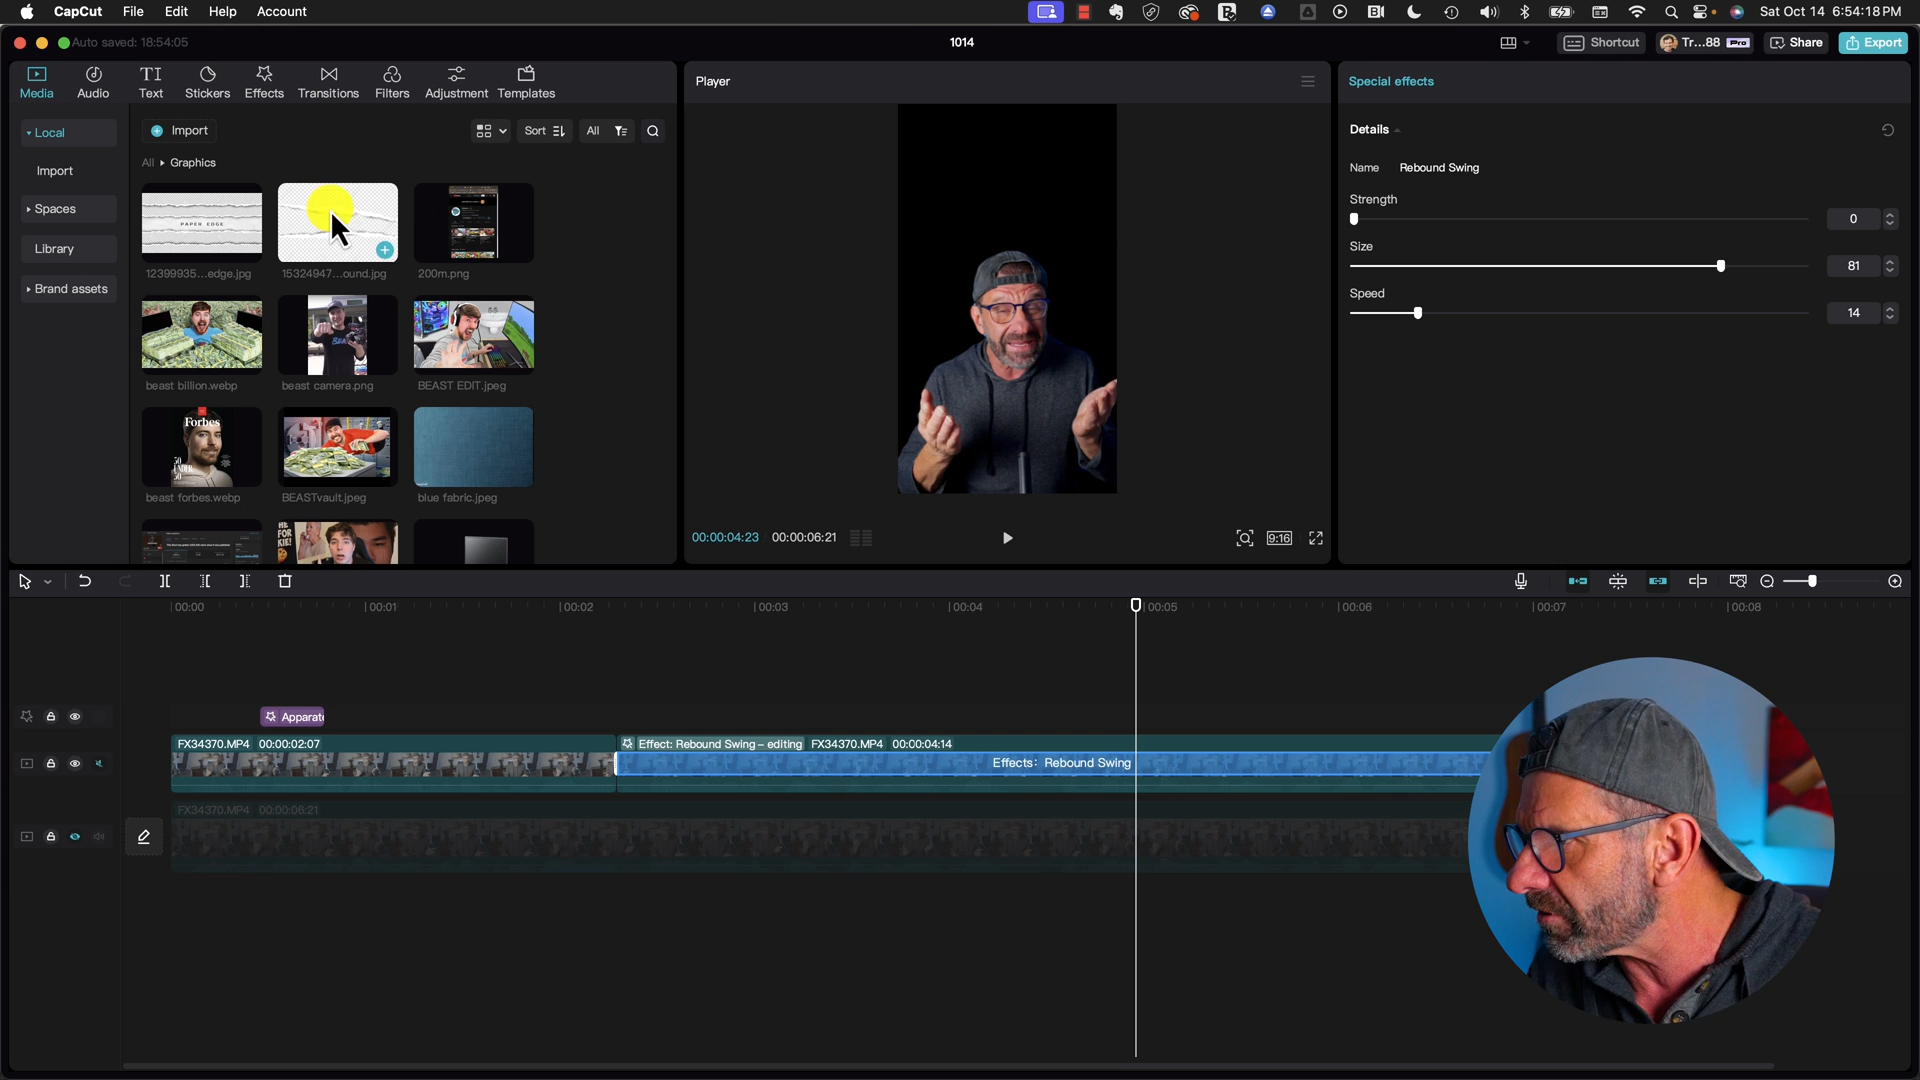 CapCut File Edit Help Account
Sat Oct 14 6:54:18 PM
Auto saved: 18:54:05
1014
Shortcut
Tr...88 Pro
Share
Export
Media
Audio
Text
Stickers
Effects
Transitions
Filters
Adjustment
Templates
Local
Import
Spaces
Library
Brand assets
Import
Sort
All
All Graphics
PAPER EDGE
12399935...edge.jpg
15324947...ound.jpg
200m.png
beast billion.webp
beast camera.png
BEAST EDIT.jpeg
Forbes
beast forbes.webp
BEASTvault.jpeg
blue fabric.jpeg
Player
00:00:04:23
00:00:06:21
9:16
Special effects
Details
Name Rebound Swing
Strength
0
Size
81
Speed
14
00:00
00:01
00:02
00:03
00:04
00:05
00:06
00:07
00:08
Apparat
FX34370.MP4 00:00:02:07
Effect: Rebound Swing – editing FX34370.MP4 00:00:04:14
Effects: Rebound Swing
FX34370.MP4 00:00:06:21